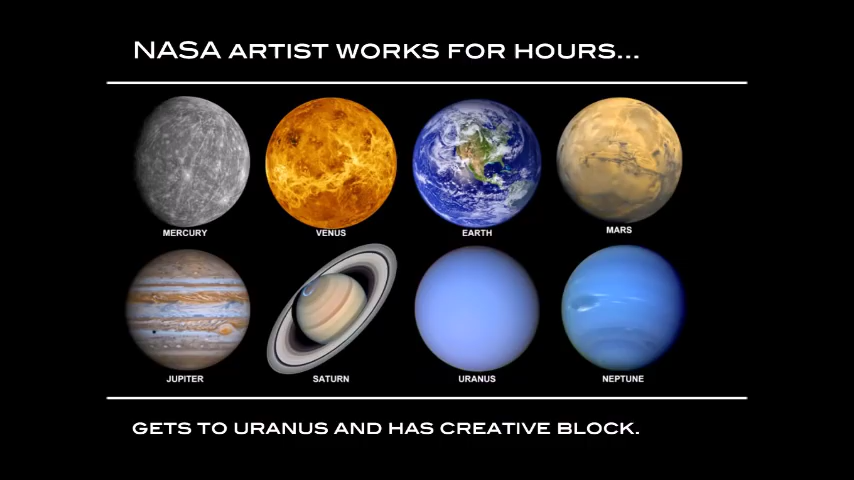 NASA ARTIST WORKS FOR HOURS...
MERCURY VENUS EARTH MARS
JUPITER SATURN URANUS NEPTUNE
GETS TO URANUS AND HAS CREATIVE BLOCK.